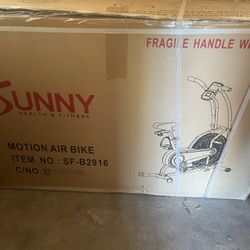 FRAGILE HANDLE
SUNNY
HEALTH & FITNESS
MOTION AIR BIKE
ITEM NO.: SF-B2916
C/NO.